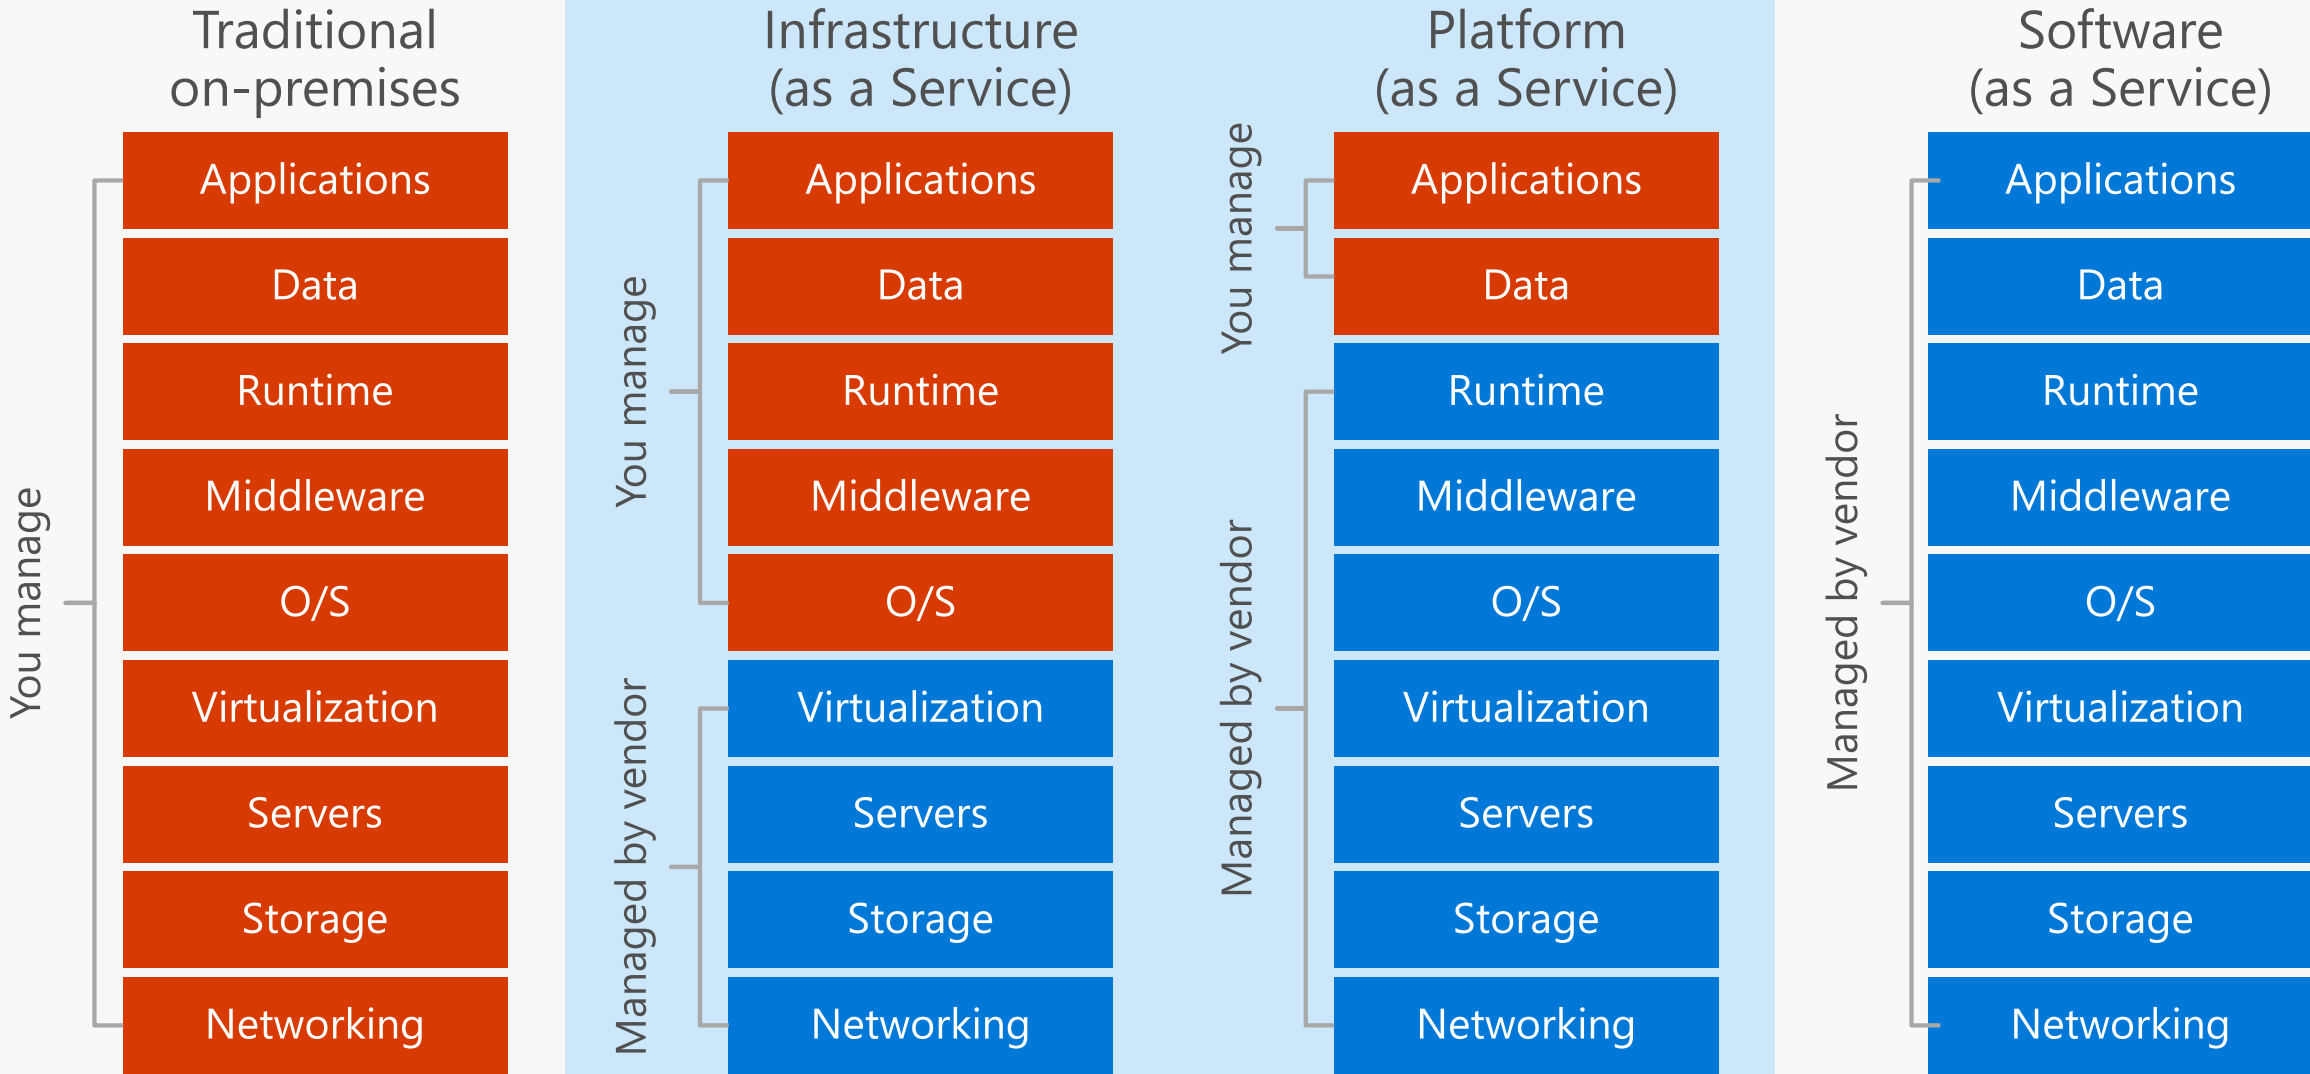 Traditional
on-premises
You manage
Applications
Data
Runtime
Middleware
O/S
Virtualization
Servers
Storage
Networking
Infrastructure
(as a Service)
You manage
Managed by vendor
Applications
Data
Runtime
Middleware
O/S
Virtualization
Servers
Storage
Networking
Platform
(as a Service)
You manage
Managed by vendor
Applications
Data
Runtime
Middleware
O/S
Virtualization
Servers
Storage
Networking
Software
(as a Service)
Managed by vendor
Applications
Data
Runtime
Middleware
O/S
Virtualization
Servers
Storage
Networking